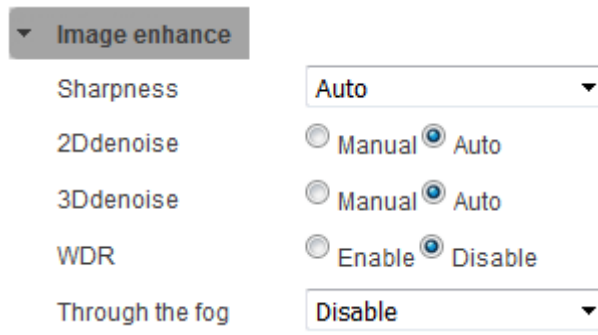 Image enhance
Sharpness Auto
2Ddenoise Manual Auto
3Ddenoise Manual Auto
WDR Enable Disable
Through the fog Disable